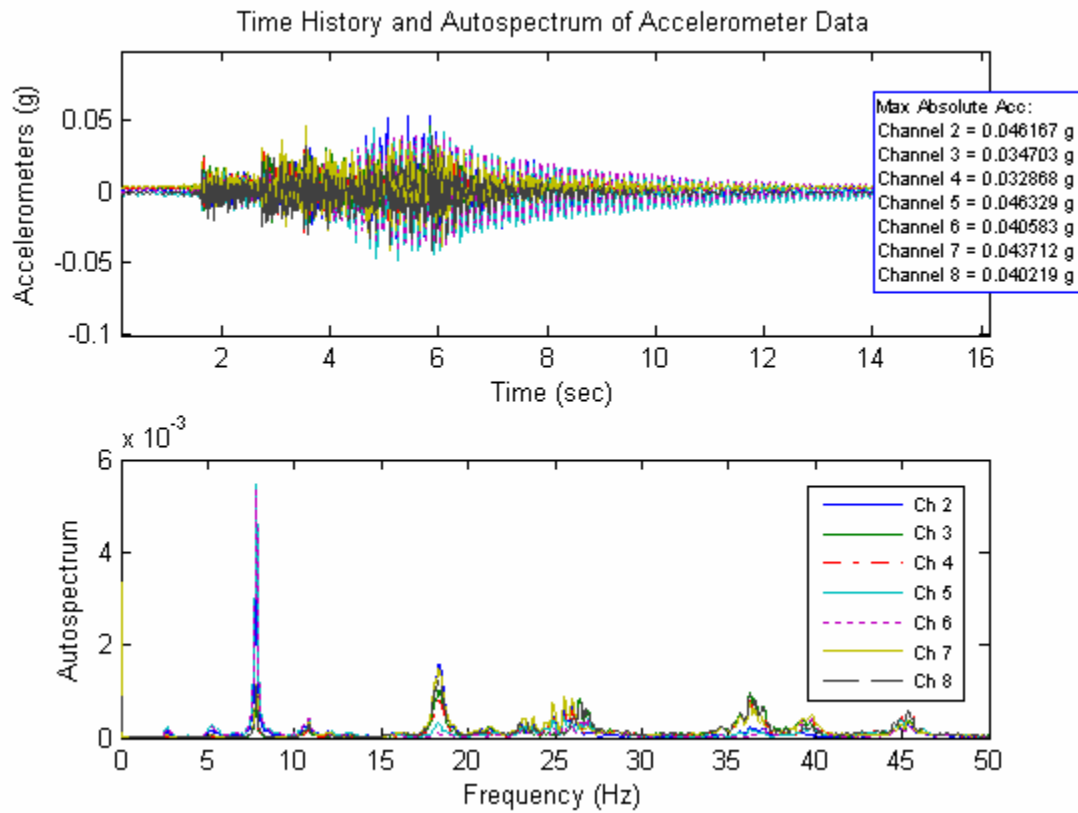 Time History and Autospectrum of Accelerometer Data
Accelerometers (g)
0.05
0
-0.05
-0.1
2 4 6 8 10 12 14 16
Time (sec)
Max Absolute Acc:
Channel 2 = 0.046167 g
Channel 3 = 0.034703 g
Channel 4 = 0.032868 g
Channel 5 = 0.046329 g
Channel 6 = 0.040583 g
Channel 7 = 0.043712 g
Channel 8 = 0.040219 g
x 10^-3
Autospectrum
6
4
2
0
0 5 10 15 20 25 30 35 40 45 50
Frequency (Hz)
Ch 2
Ch 3
Ch 4
Ch 5
Ch 6
Ch 7
Ch 8